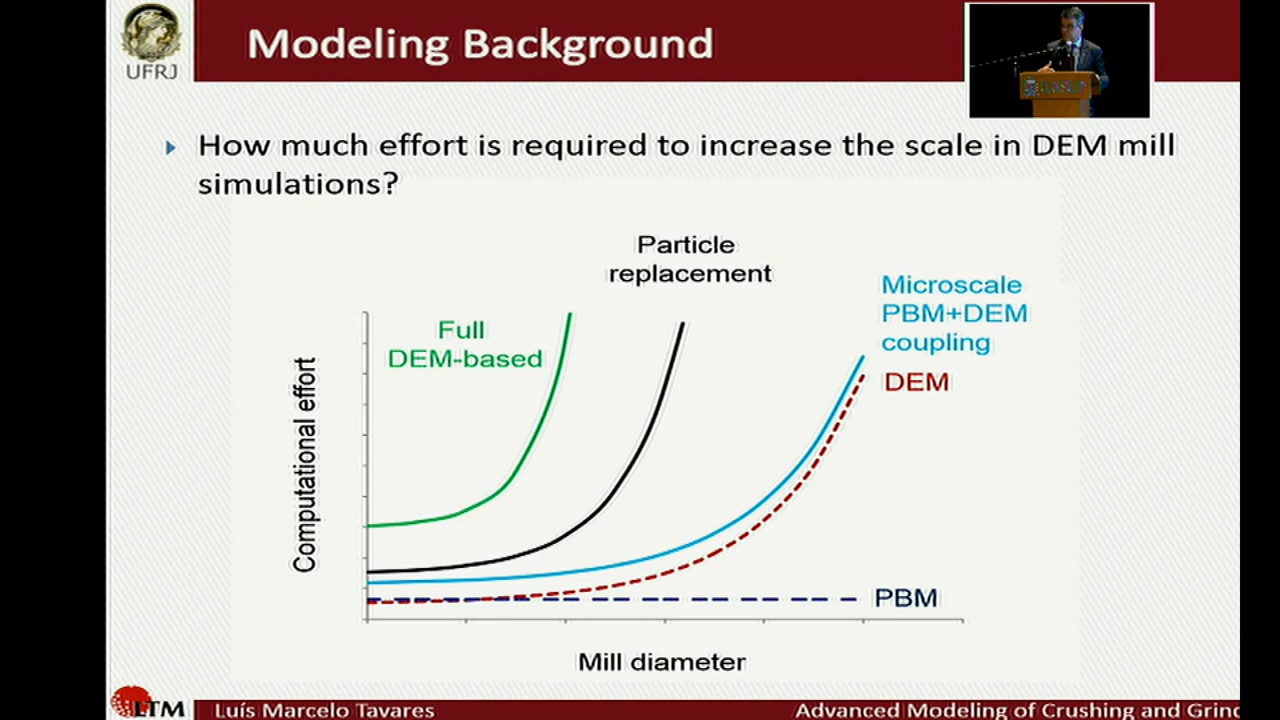 UFRJ
Modeling Background
How much effort is required to increase the scale in DEM mill
simulations?
Particle
replacement
Full
DEM-based
Microscale
PBM+DEM
coupling
DEM
PBM
Computational effort
Mill diameter
LTM
Luís Marcelo Tavares
Advanced Modeling of Crushing and Grind